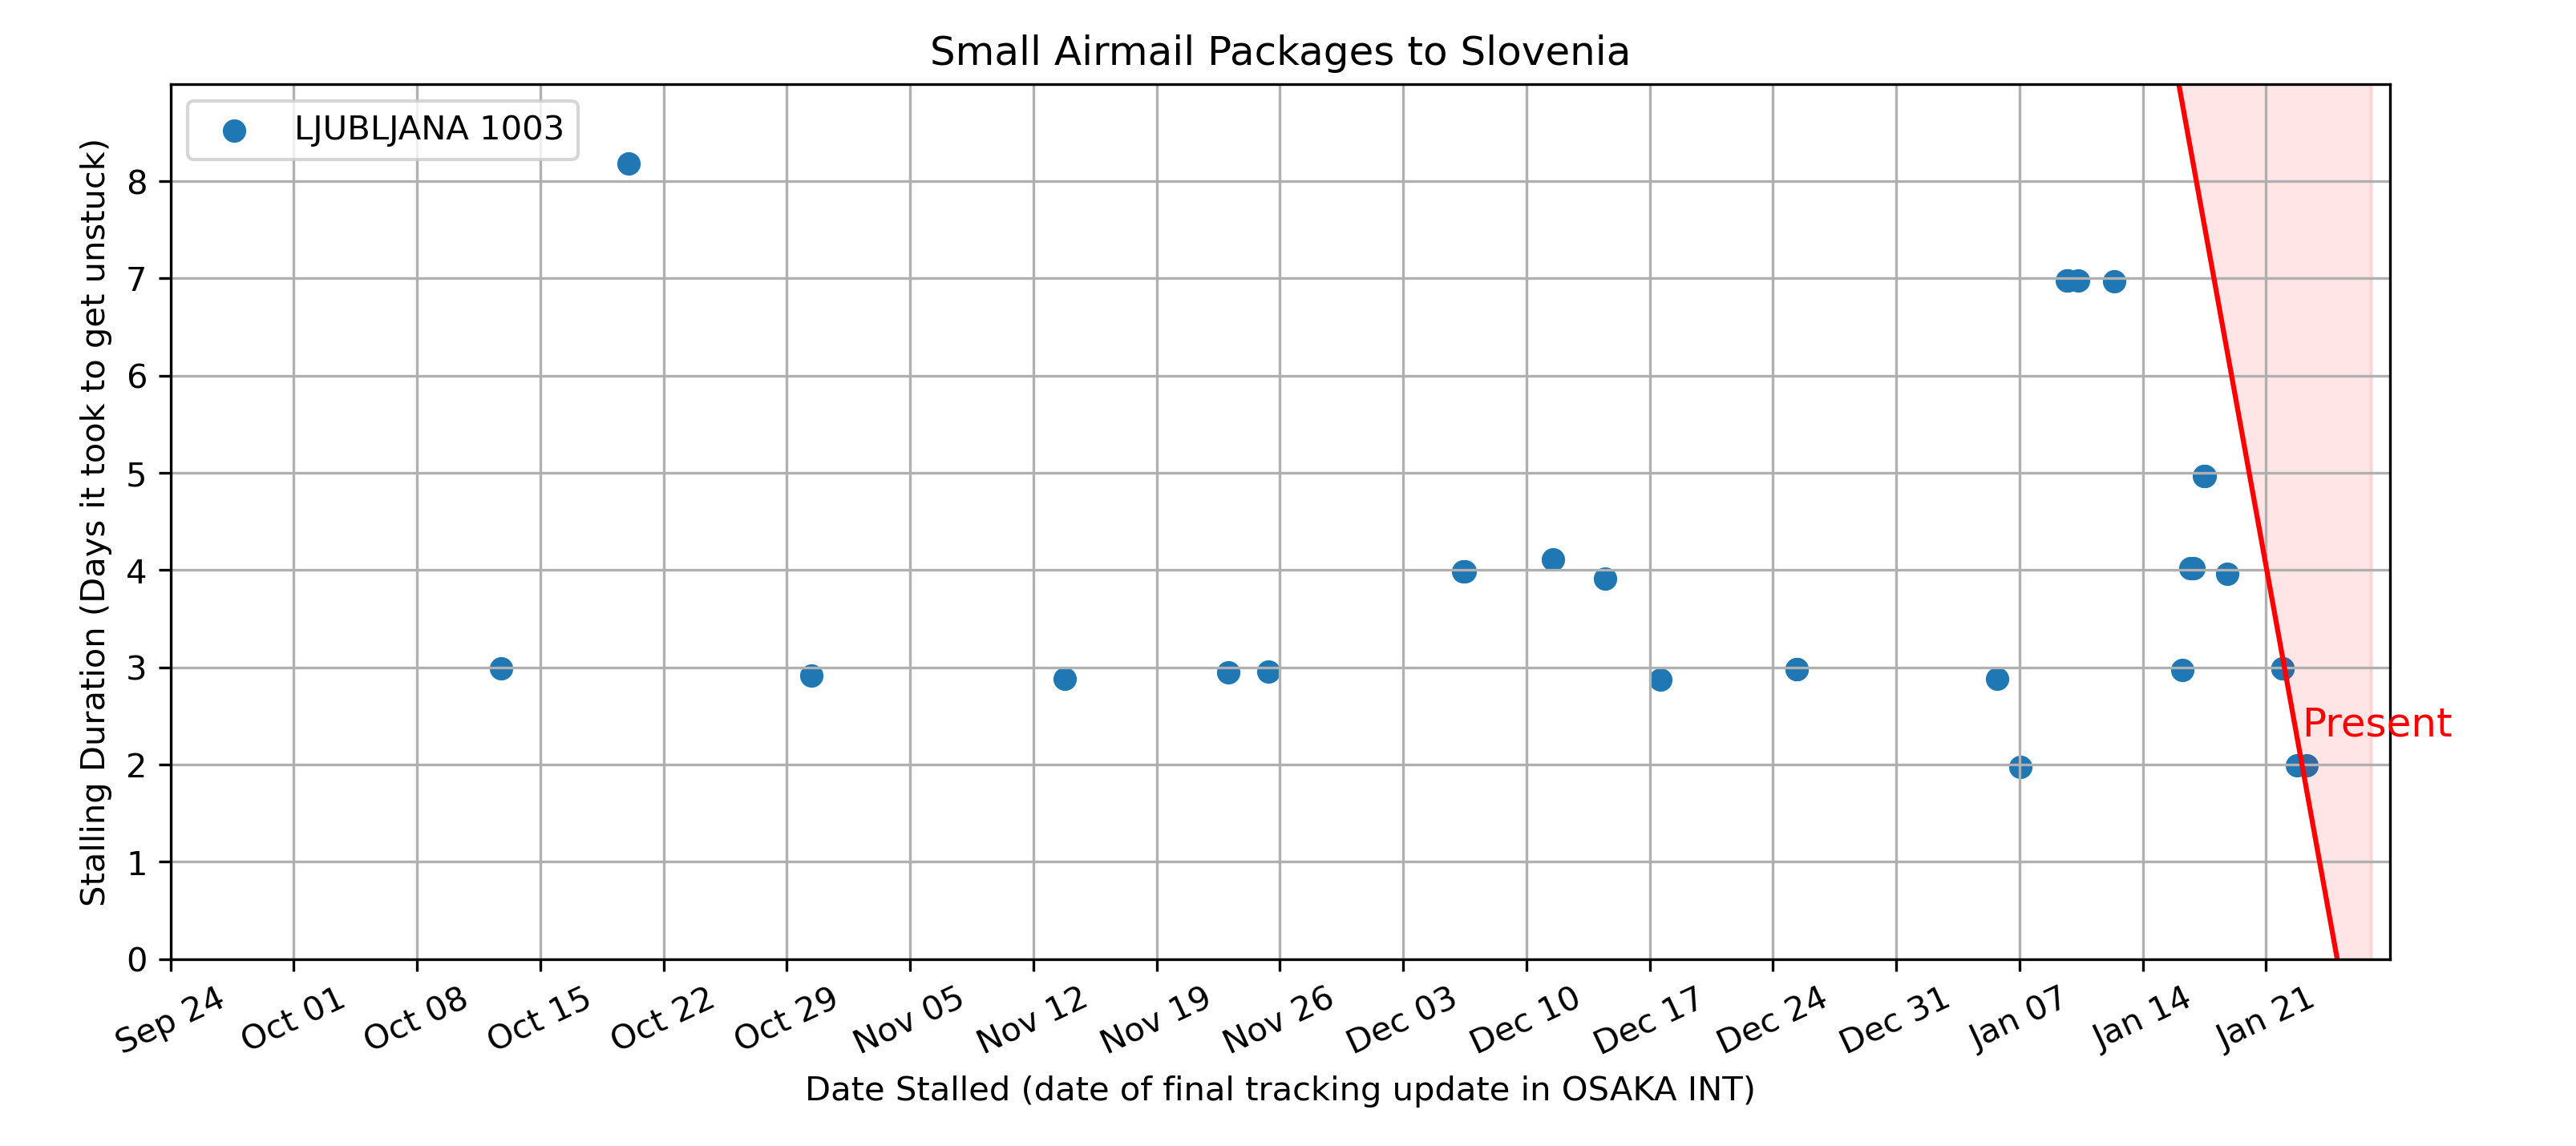 Small Airmail Packages to Slovenia
LJUBLJANA 1003
Stalling Duration (Days it took to get unstuck)
8
7
6
5
4
3
2
1
0
Present
Sep 24 Oct 01 Oct 08 Oct 15 Oct 22 Oct 29 Nov 05 Nov 12 Nov 19 Nov 26 Dec 03 Dec 10 Dec 17 Dec 24 Dec 31 Jan 07 Jan 14 Jan 21
Date Stalled (date of final tracking update in OSAKA INT)